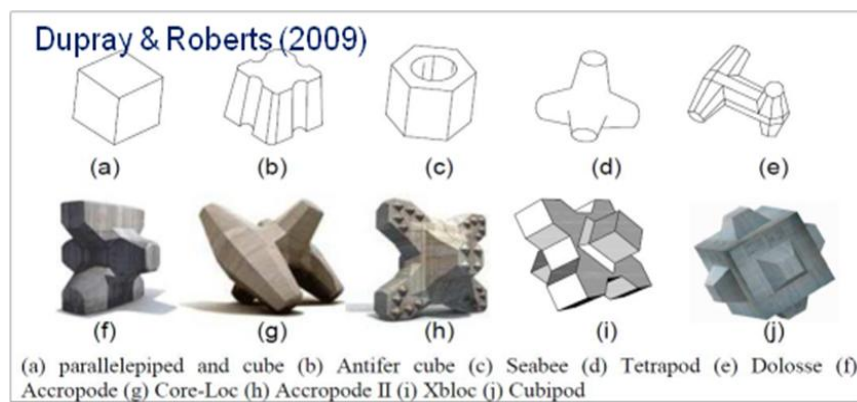 Dupray & Roberts (2009)
(a) (b) (c) (d) (e)
(f) (g) (h) (i) (j)
(a) parallelepiped and cube (b) Antifer cube (c) Seabee (d) Tetrapod (e) Dolosse (f)
Accropode (g) Core-Loc (h) Accropode II (i) Xbloc (j) Cubipod